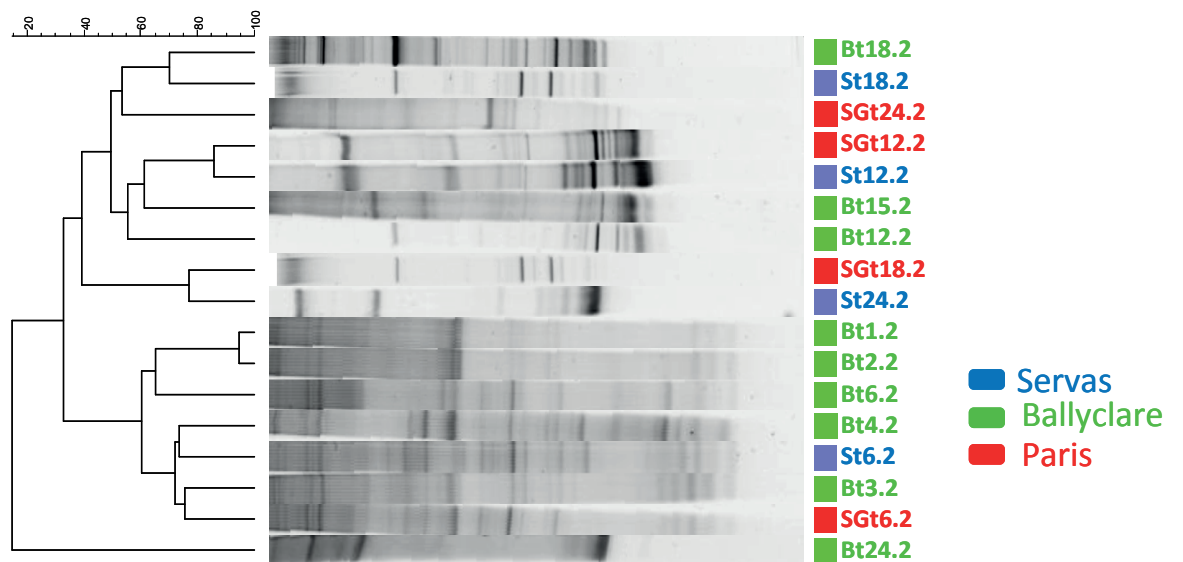 20 40 60 80 100
Bt18.2
St18.2
SGt24.2
SGt12.2
St12.2
Bt15.2
Bt12.2
SGt18.2
St24.2
Bt1.2
Bt2.2
Bt6.2
Bt4.2
St6.2
Bt3.2
SGt6.2
Bt24.2
Servas
Ballyclare
Paris